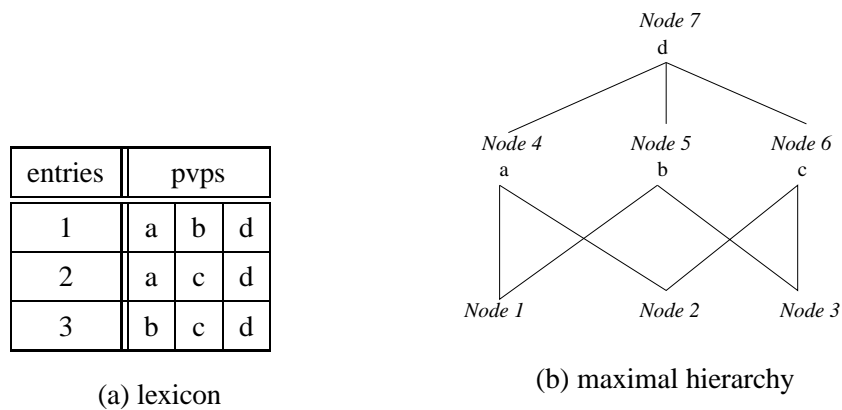 entries pvps
1 a b d
2 a c d
3 b c d
(a) lexicon
Node 7
d
Node 4 Node 5 Node 6
a b c
Node 1 Node 2 Node 3
(b) maximal hierarchy